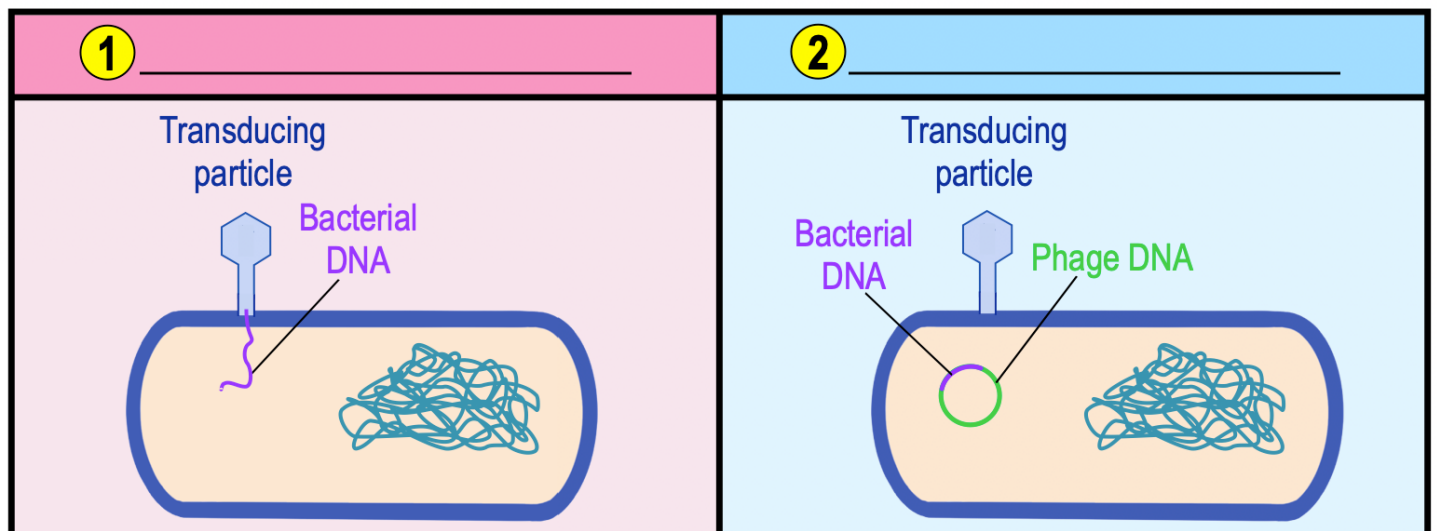 1
2
Transducing
particle
Bacterial
DNA
Transducing
particle
Bacterial
DNA
Phage DNA